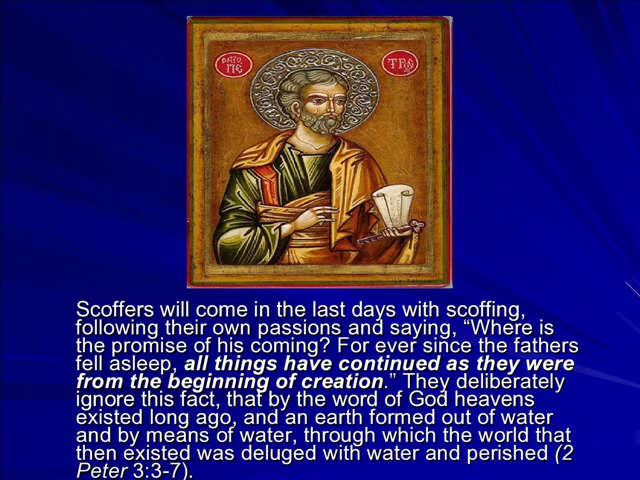 ΠΕ
ΤΡΟ
Scoffers will come in the last days with scoffing,
following their own passions and saying, “Where is
the promise of his coming? For ever since the fathers
fell asleep, all things have continued as they were
from the beginning of creation.” They deliberately
ignore this fact, that by the word of God heavens
existed long ago, and an earth formed out of water
and by means of water, through which the world that
then existed was deluged with water and perished (2
Peter 3:3-7).